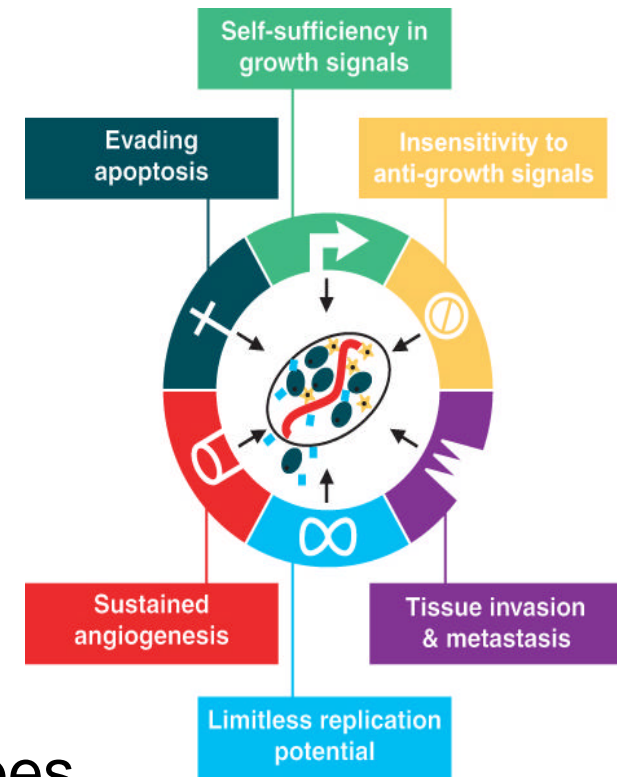 Self-sufficiency in
growth signals
Evading
apoptosis
Insensitivity to
anti-growth signals
Sustained
angiogenesis
Tissue invasion
& metastasis
Limitless replication
potential